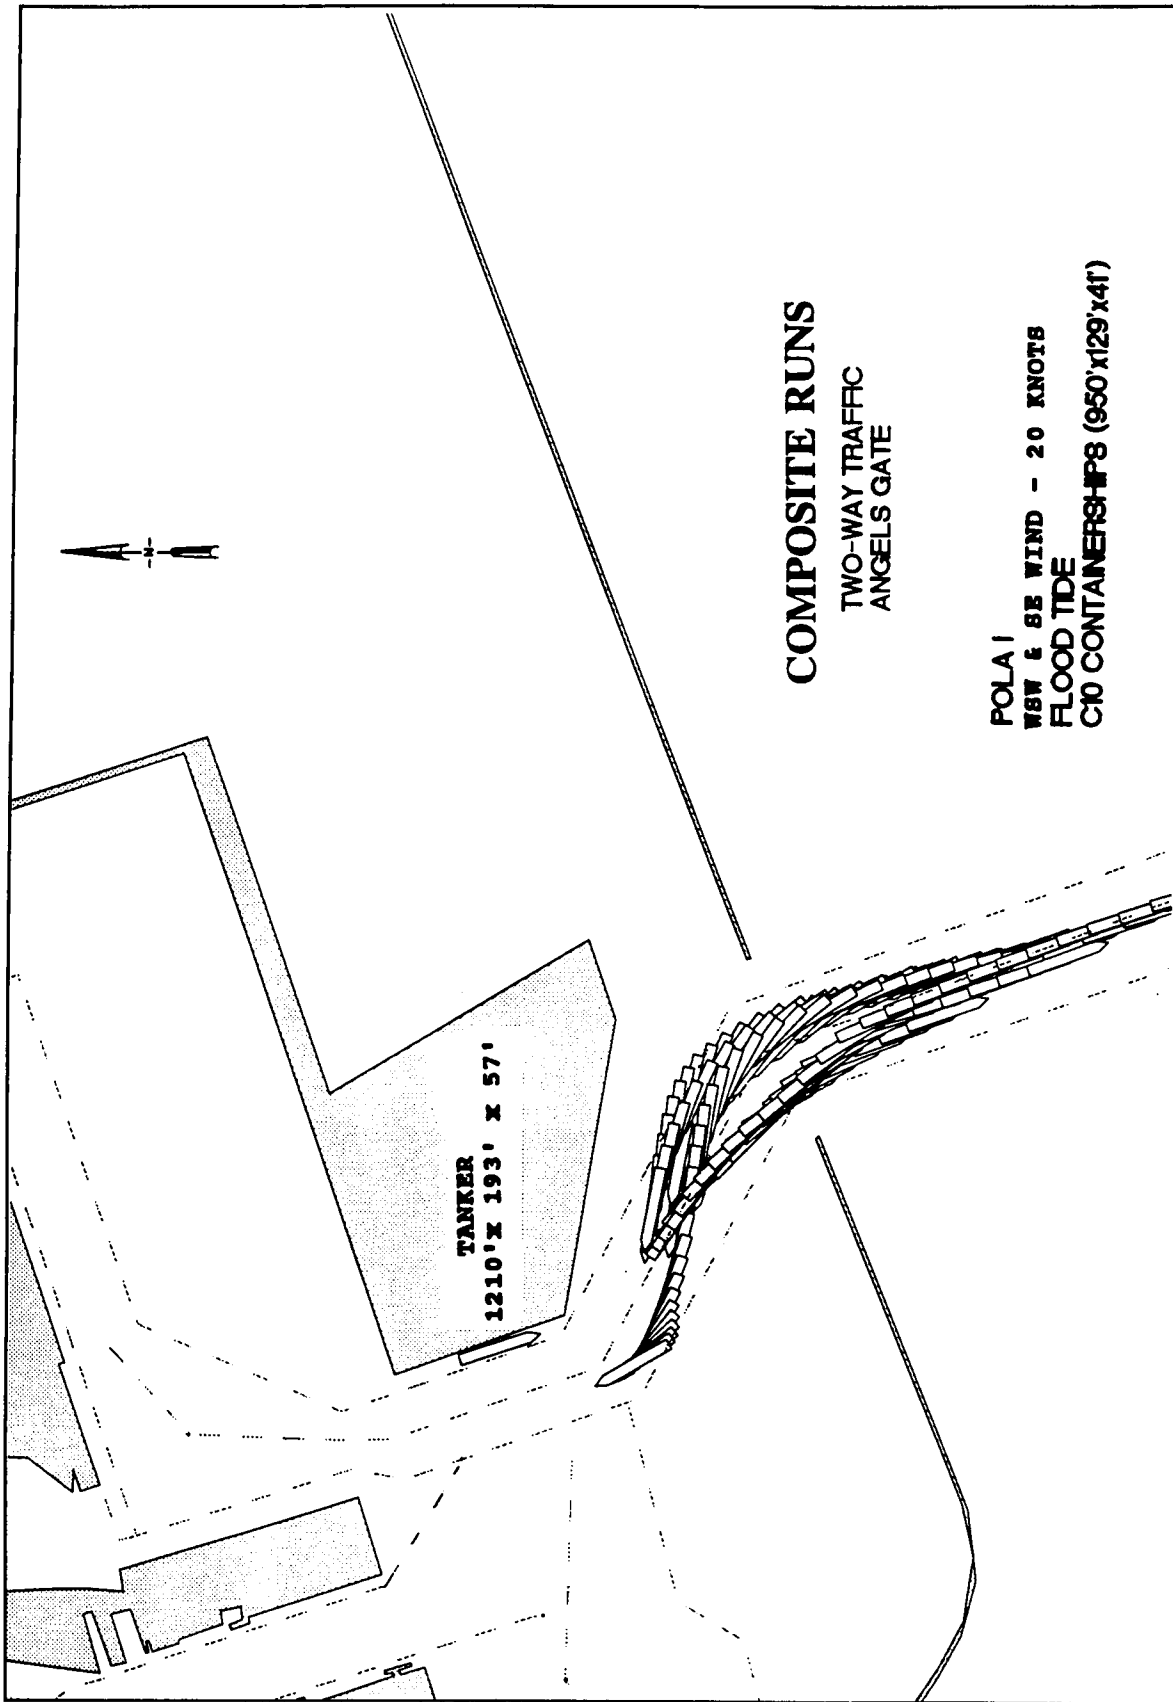 -N-
TANKER
1210'x 193' x 57'
COMPOSITE RUNS
TWO-WAY TRAFFIC
ANGELS GATE
POLA I
WSW & SE WIND - 20 KNOTS
FLOOD TIDE
C10 CONTAINERSHIPS (950'x129'x41')